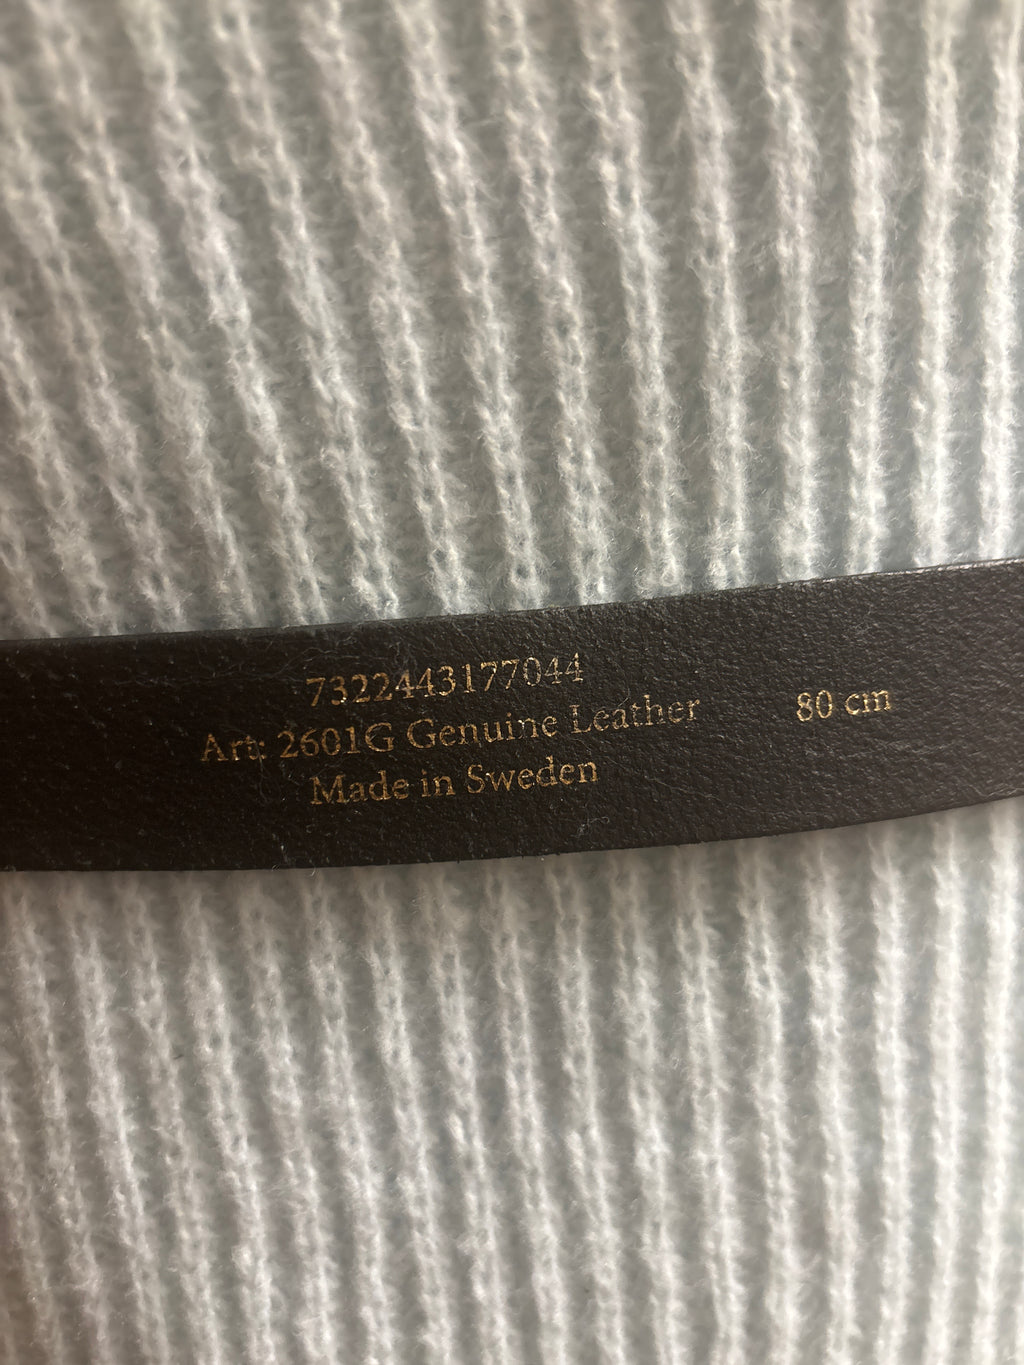 7322443177044
Art: 2601G Genuine Leather
Made in Sweden
80 cm